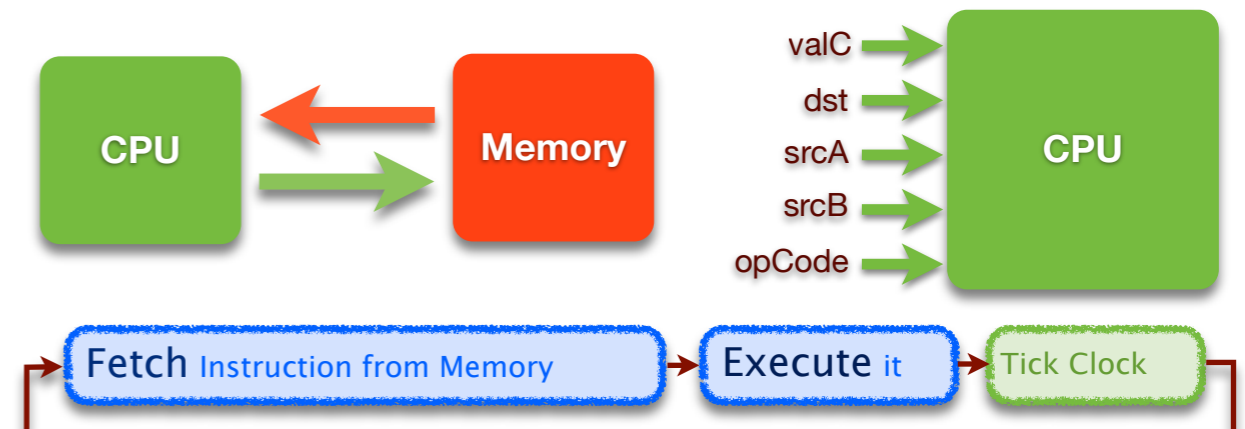 CPU
Memory
valC
dst
srcA
srcB
opCode
CPU
Fetch Instruction from Memory
Execute it
Tick Clock